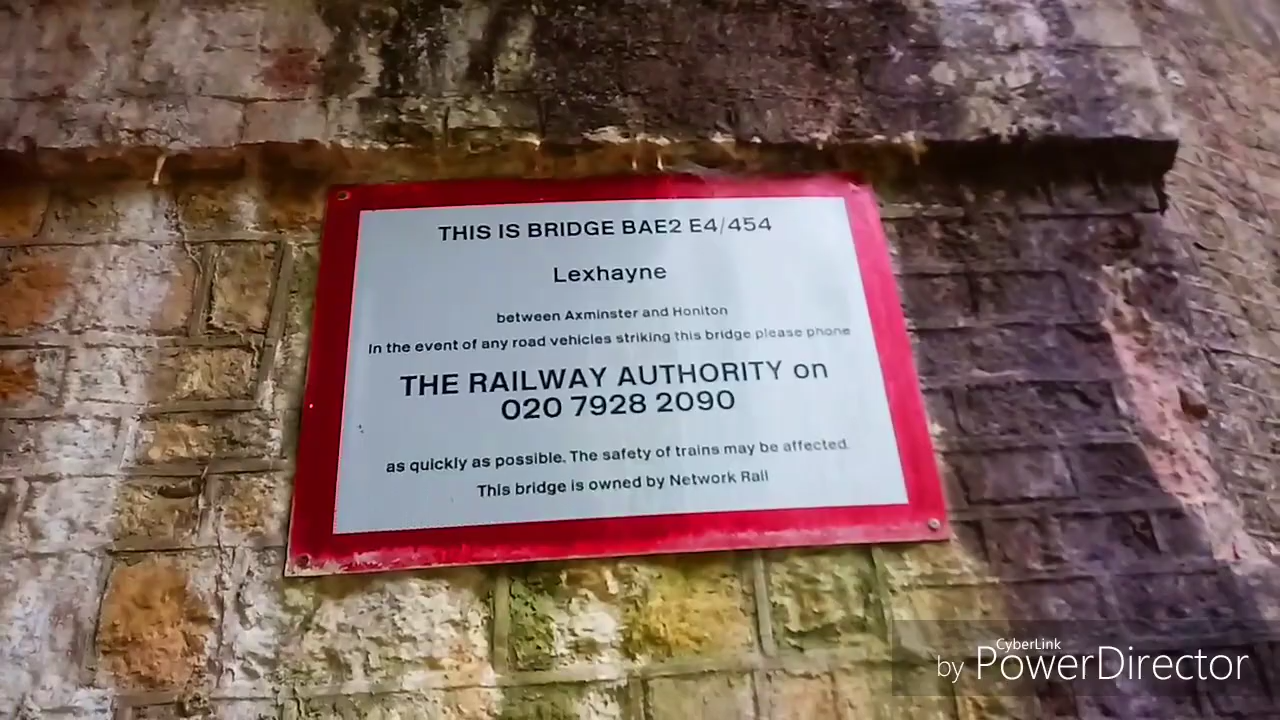 THIS IS BRIDGE BAE2 E4/454
Lexhayne
between Axminster and Honiton
In the event of any road vehicles striking this bridge please phone
THE RAILWAY AUTHORITY on
020 7928 2090
as quickly as possible. The safety of trains may be affected.
This bridge is owned by Network Rail
CyberLink
by PowerDirector